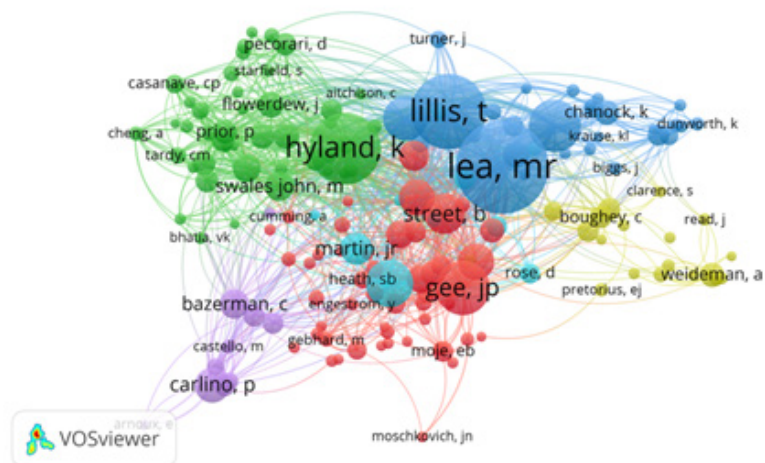 turner, j
pecorari, d
starfield, s
casanave, cp
aitchison, c
flowerdew, j
lillis, t
chanock, k
cheng, a
prior, p
krause, kl
dunworth, k
hyland, k
lea, mr
tardy, cm
biggs, j
swales john, m
clarence, s
cumming, a
street, b
boughey, c
read, j
bhatia, vk
martin, jr
heath, sb
rose, d
weideman, a
gee, jp
pretorius, ej
bazerman, c
engestrom, y
gebhard, m
castello, m
moje, eb
carlino, p
arnoux, e
moschkovich, jn
VOSviewer